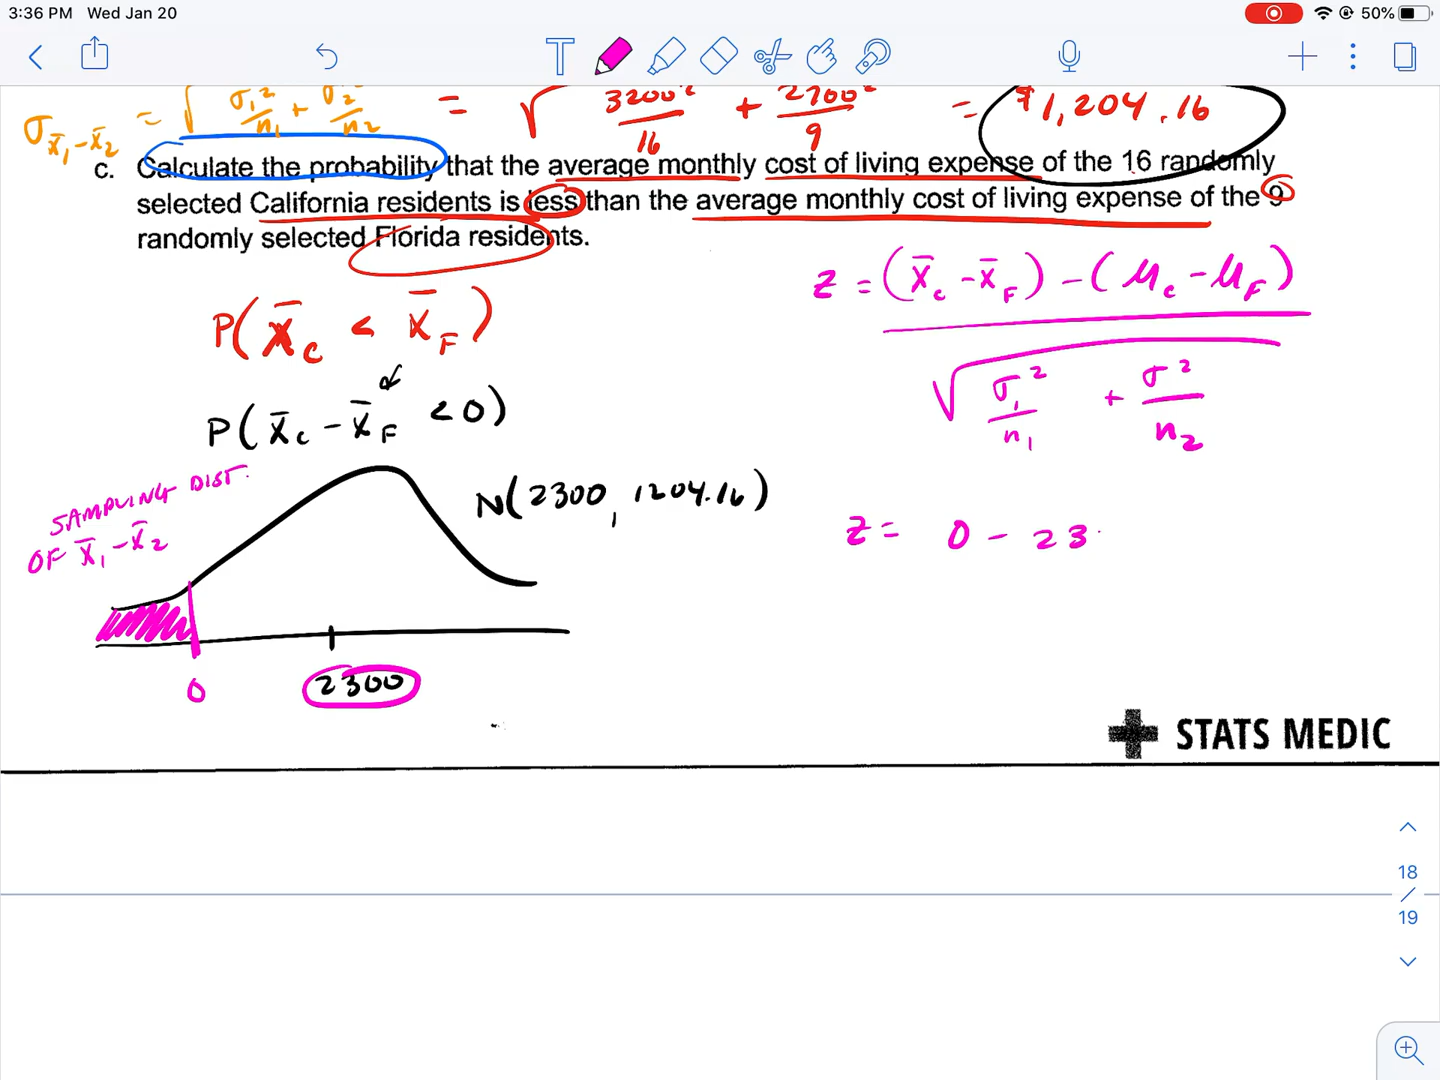 3:36 PM Wed Jan 20
50%
σx̄₁-x̄₂ = √σ₁²/n₁ + σ₂²/n₂ = √3200²/16 + 2700²/9 = $1,204.16
c. Calculate the probability that the average monthly cost of living expense of the 16 randomly
selected California residents is less than the average monthly cost of living expense of the 9
randomly selected Florida residents.
z = (x̄c - x̄F) - (μc - μF)
√σ₁²/n₁ + σ²/n₂
P(x̄c < x̄F)
P(x̄c - x̄F < 0)
SAMPLING DIST.
OF x̄₁-x̄₂
N(2300, 1204.16)
z = 0 - 23
0
2300
STATS MEDIC
18
/
19